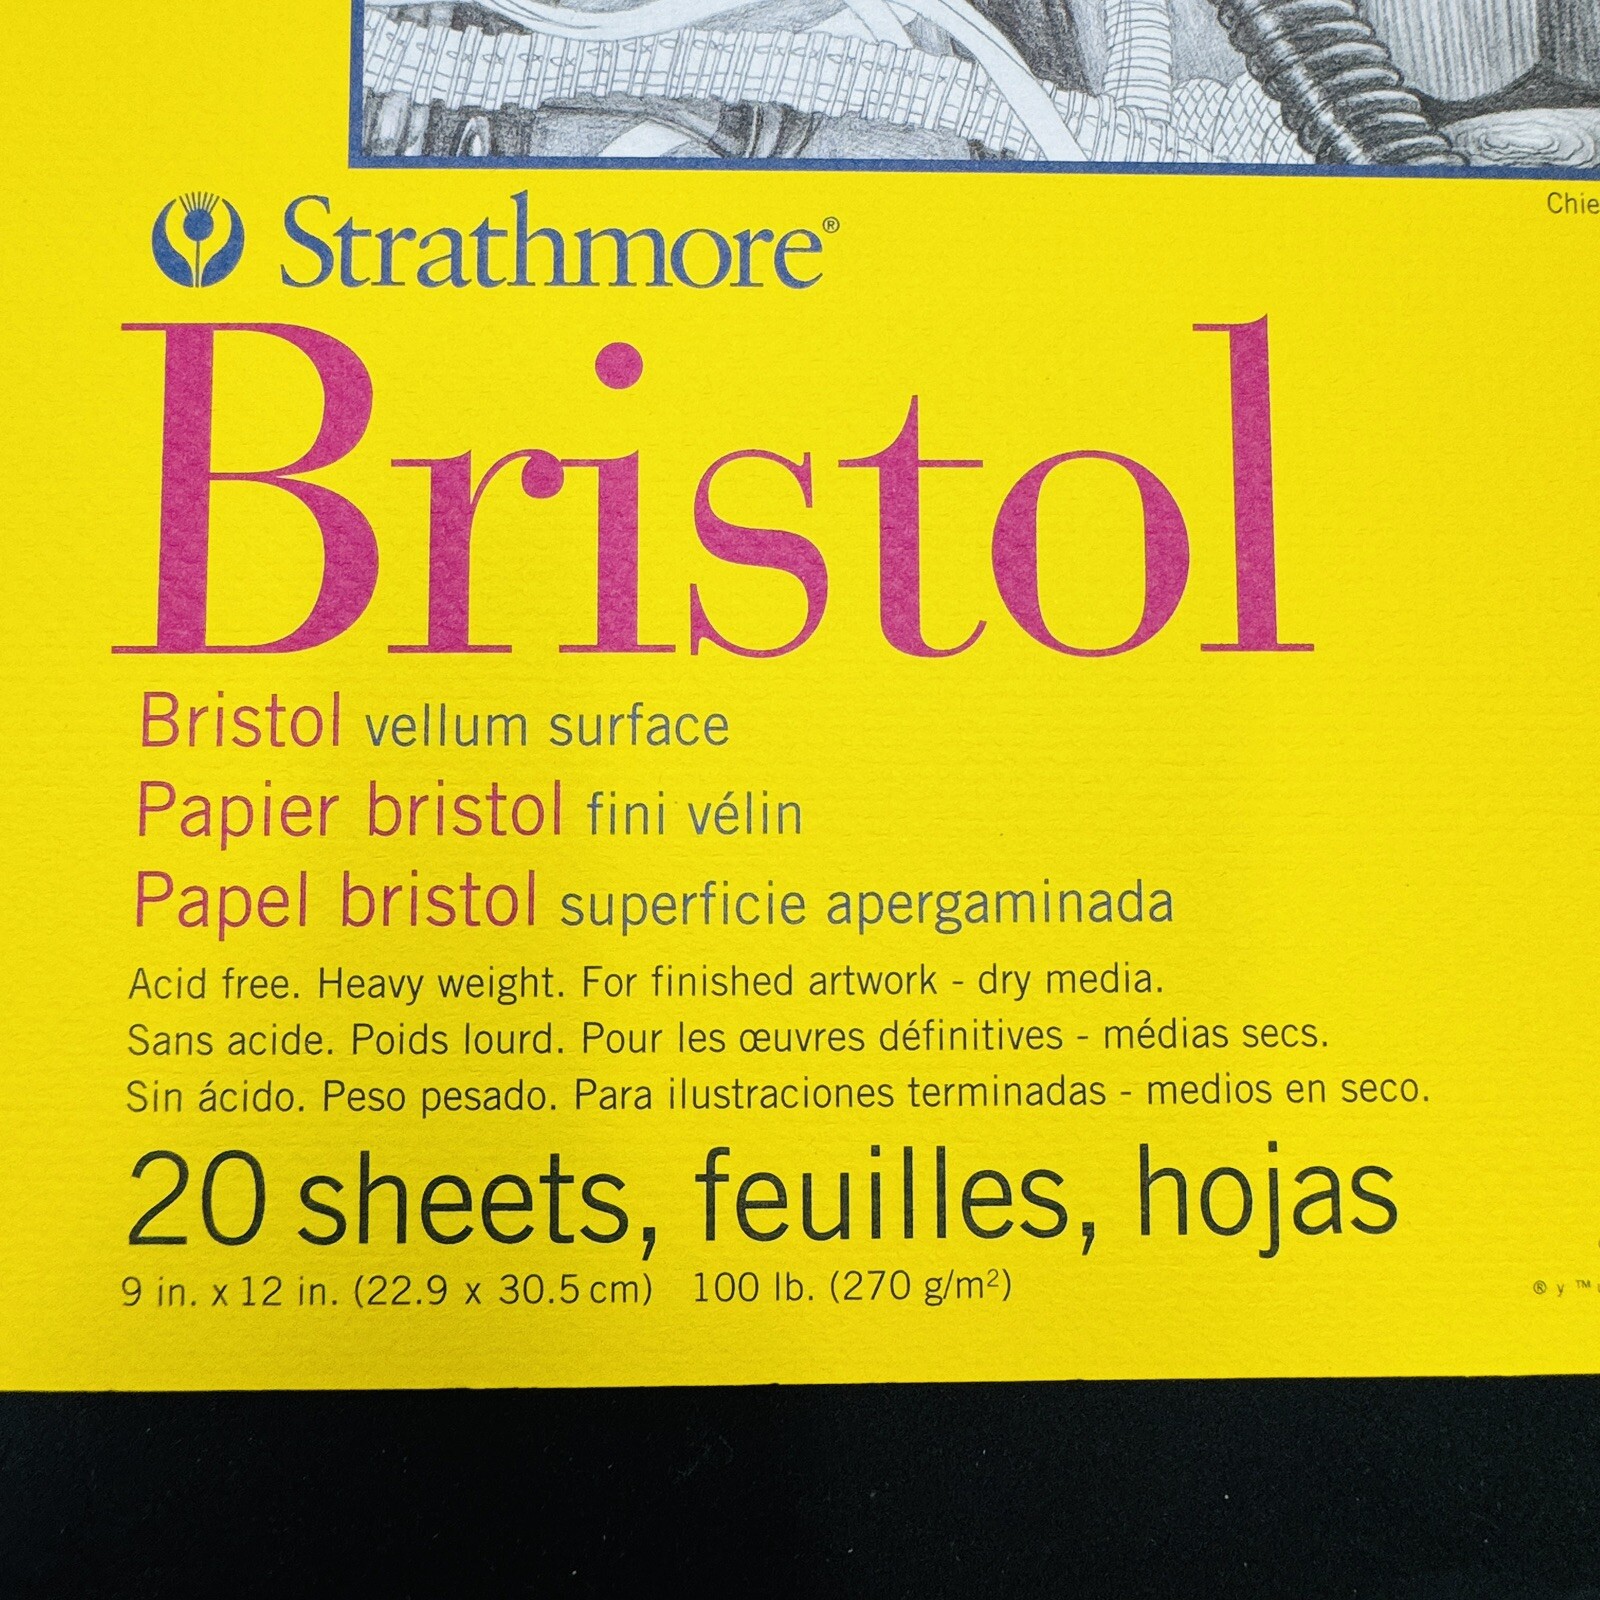 Chie
Strathmore®
Bristol
Bristol vellum surface
Papier bristol fini vélin
Papel bristol superficie apergaminada
Acid free. Heavy weight. For finished artwork - dry media.
Sans acide. Poids lourd. Pour les œuvres définitives - médias secs.
Sin ácido. Peso pesado. Para ilustraciones terminadas - medios en seco.
20 sheets, feuilles, hojas
9 in. x 12 in. (22.9 x 30.5 cm) 100 lb. (270 g/m²)
® y ™